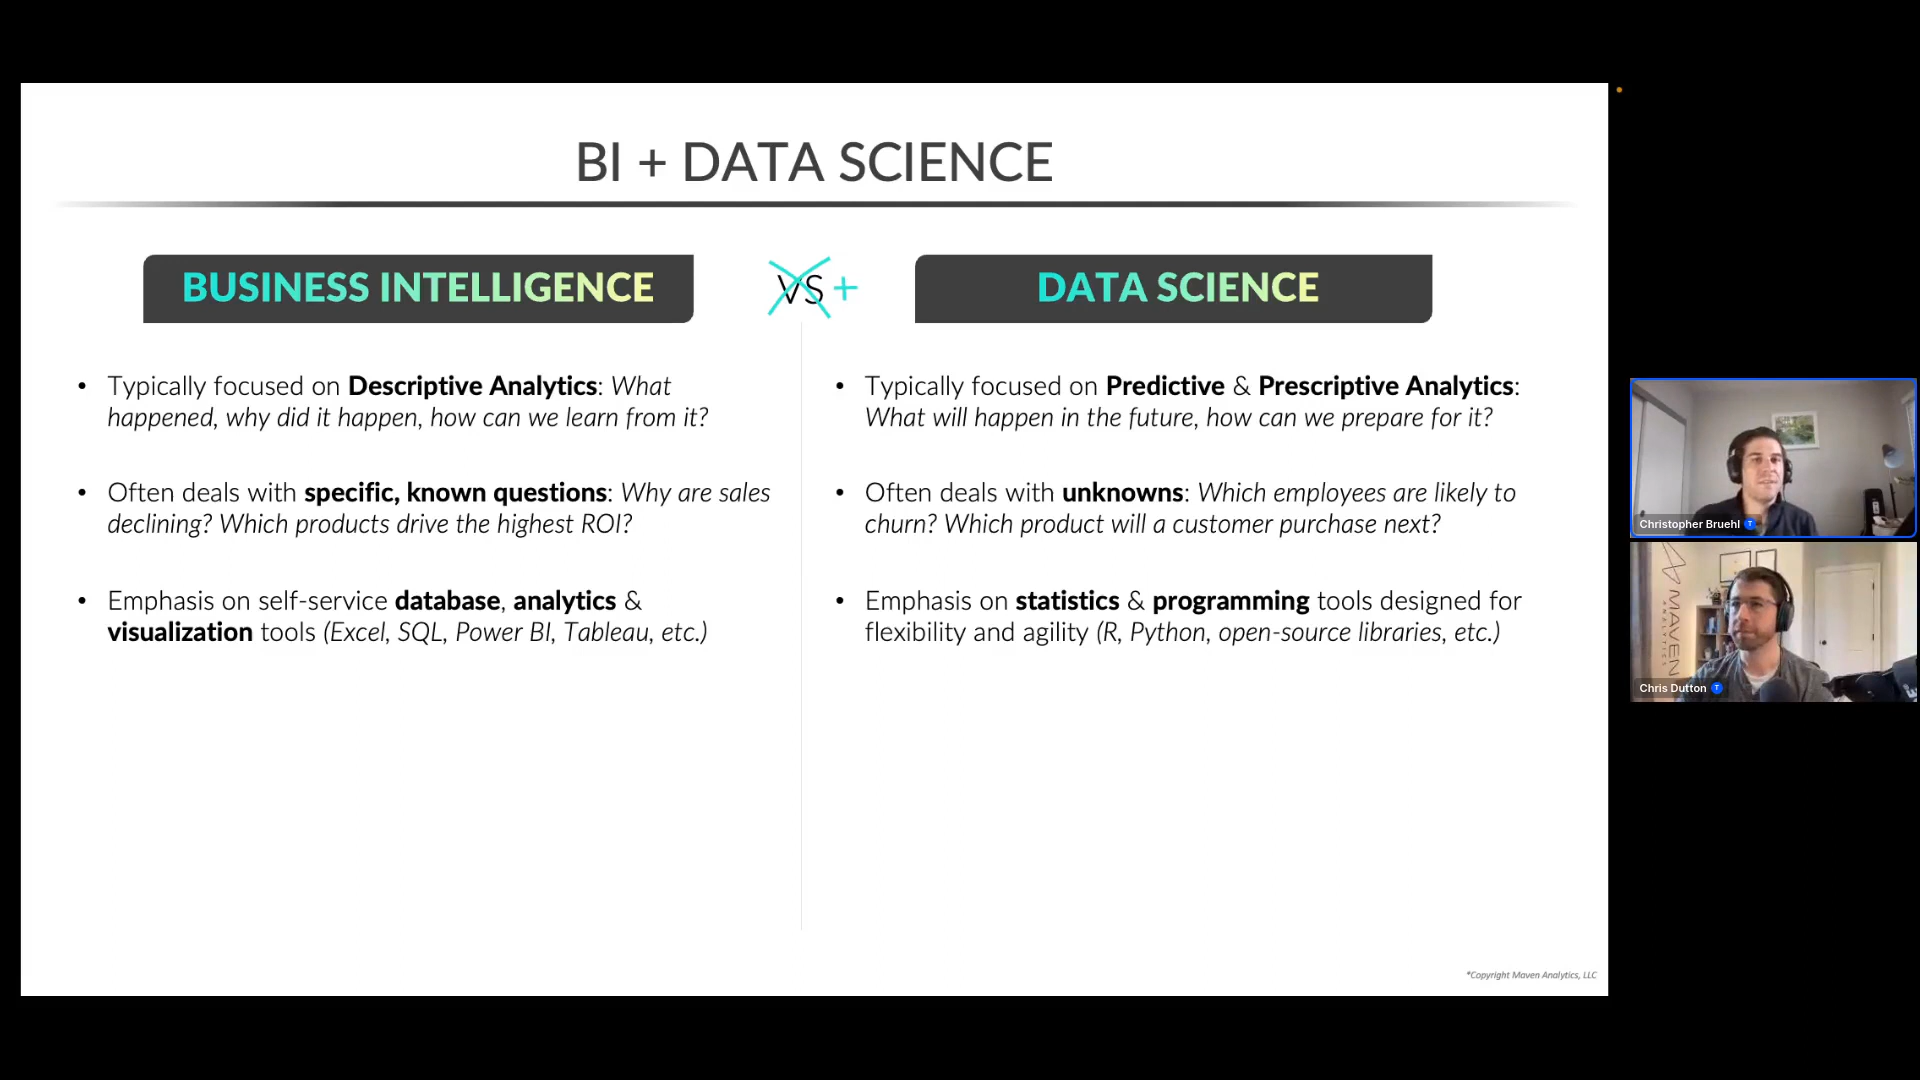 BI + DATA SCIENCE
BUSINESS INTELLIGENCE
VS +
DATA SCIENCE
• Typically focused on Descriptive Analytics: What
happened, why did it happen, how can we learn from it?
• Often deals with specific, known questions: Why are sales
declining? Which products drive the highest ROI?
• Emphasis on self-service database, analytics &
visualization tools (Excel, SQL, Power BI, Tableau, etc.)
• Typically focused on Predictive & Prescriptive Analytics:
What will happen in the future, how can we prepare for it?
• Often deals with unknowns: Which employees are likely to
churn? Which product will a customer purchase next?
• Emphasis on statistics & programming tools designed for
flexibility and agility (R, Python, open-source libraries, etc.)
*Copyright Maven Analytics, LLC
Christopher Bruehl T
MAVEN
ANALYTICS
Chris Dutton T